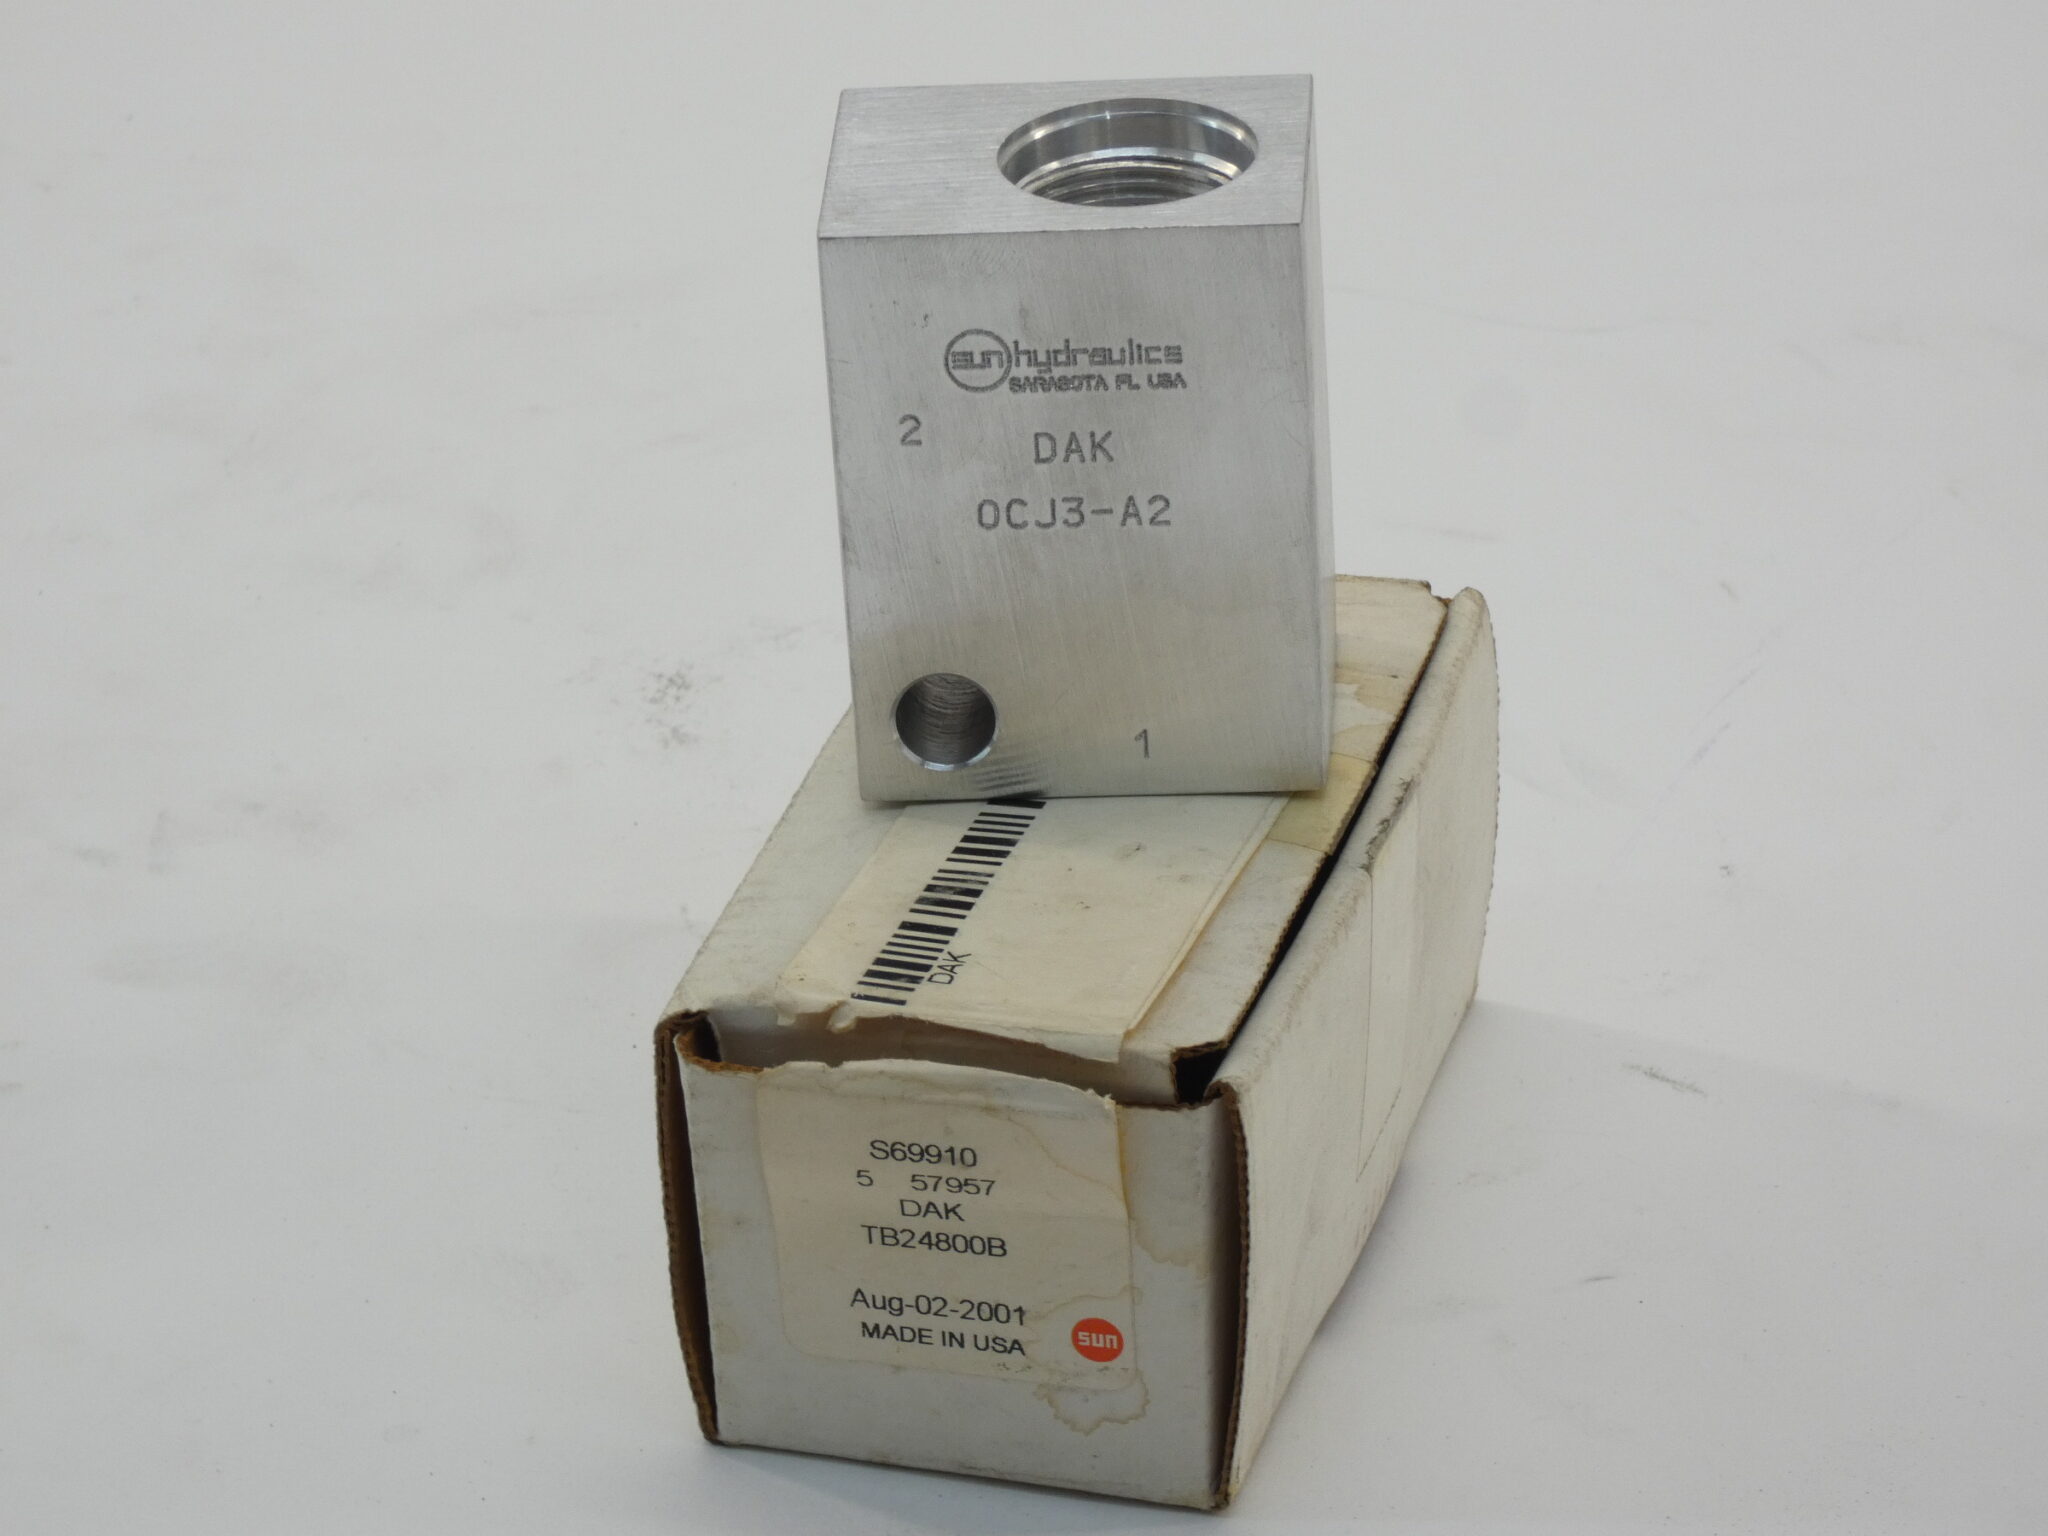 sun hydraulics
SARASOTA FL. USA
2
DAK
0CJ3-A2
1
DAK
S69910
5 57957
DAK
TB24800B
Aug-02-2001
MADE IN USA
sun